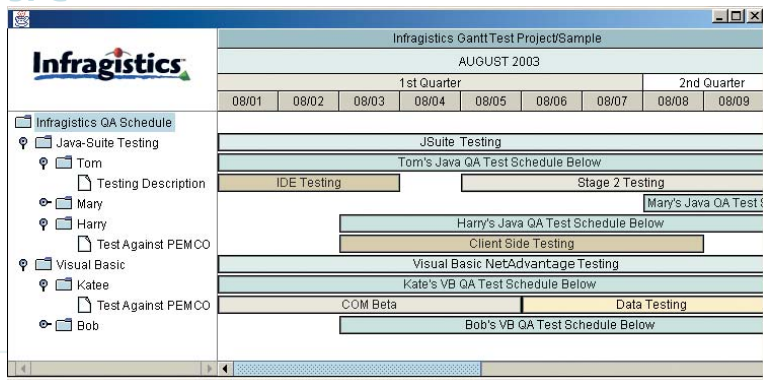 Infragistics
Infragistics Gantt Test Project/Sample
AUGUST 2003
1st Quarter 2nd Quarter
08/01 08/02 08/03 08/04 08/05 08/06 08/07 08/08 08/09
Infragistics QA Schedule
Java-Suite Testing JSuite Testing
Tom Tom's Java QA Test Schedule Below
Testing Description IDE Testing Stage 2 Testing
Mary Mary's Java QA Test S
Harry Harry's Java QA Test Schedule Below
Test Against PEMCO Client Side Testing
Visual Basic Visual Basic NetAdvantage Testing
Katee Kate's VB QA Test Schedule Below
Test Against PEMCO COM Beta Data Testing
Bob Bob's VB QA Test Schedule Below